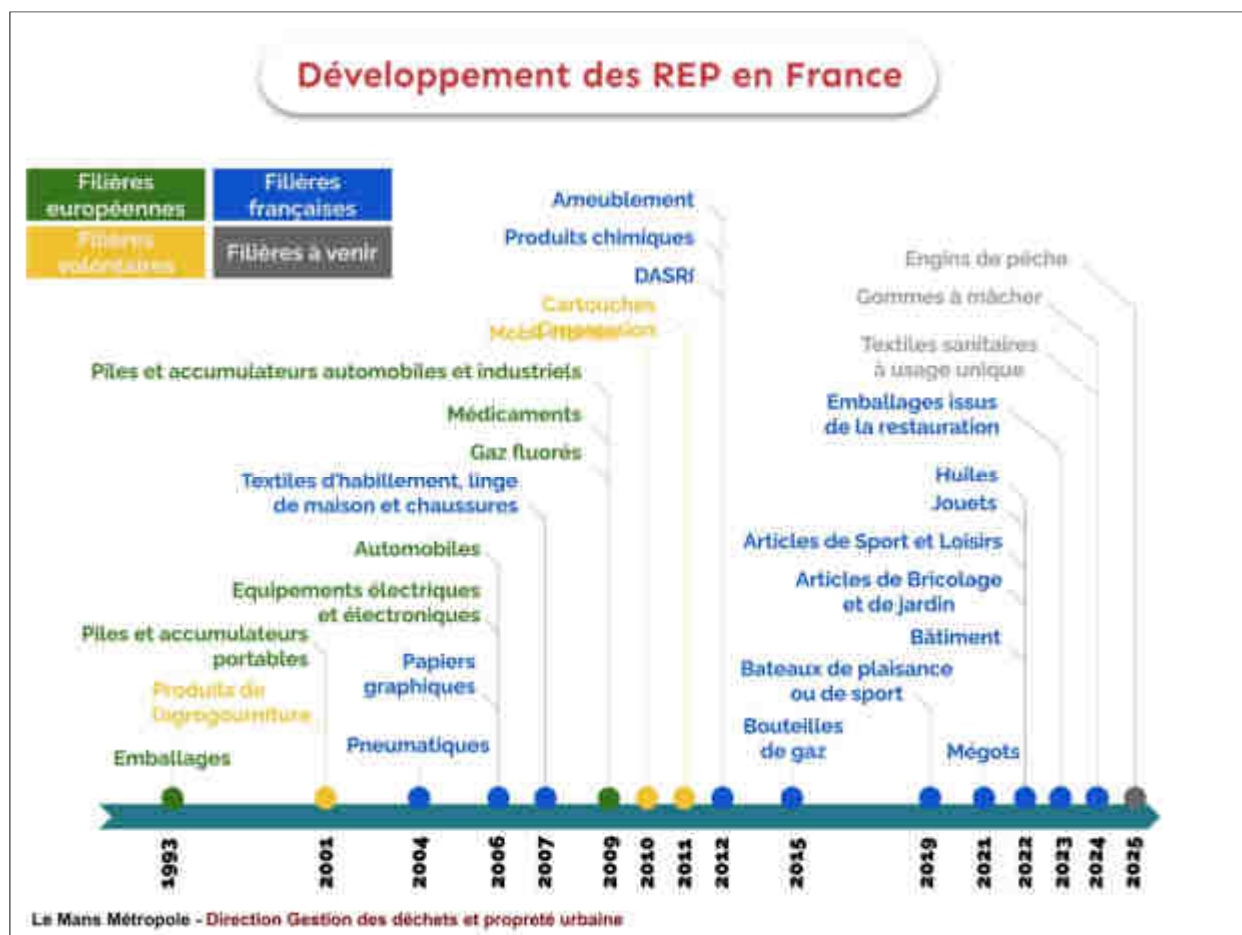 Développement des REP en France
Filières
européennes
Filières
françaises
Filières
volontaires
Filières à venir
Ameublement
Produits chimiques
DASRI
Cartouches
d'impression
Piles et accumulateurs automobiles et industriels
Médicaments
Gaz fluorés
Textiles d'habillement, linge
de maison et chaussures
Automobiles
Equipements électriques
et électroniques
Piles et accumulateurs
portables
Papiers
graphiques
Produits de
Pneumatiques
Emballages
Engins de pêche
Gommes à mâcher
Textiles sanitaires
à usage unique
Emballages issus
de la restauration
Huiles
Jouets
Articles de Sport et Loisirs
Articles de Bricolage
et de jardin
Bâtiment
Bateaux de plaisance
ou de sport
Bouteilles
de gaz
Mégots
1993
2001
2004
2006
2007
2009
2010
2011
2012
2015
2019
2021
2022
2023
2024
2025
Le Mans Métropole - Direction Gestion des déchets et propreté urbaine